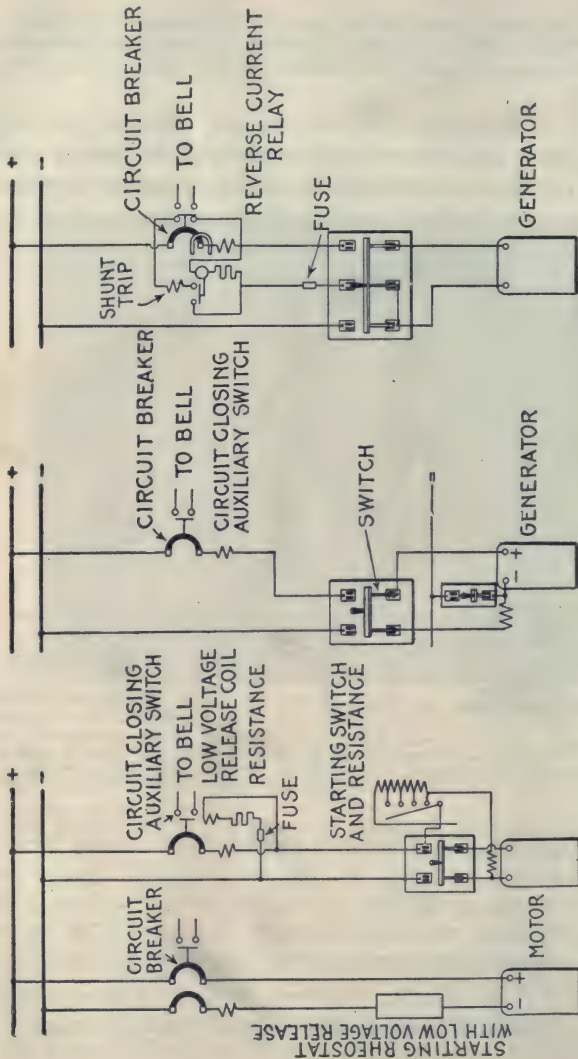 +
-
CIRCUIT
BREAKER
STARTING RHEOSTAT
WITH LOW VOLTAGE RELEASE
- +
MOTOR
CIRCUIT CLOSING
AUXILIARY SWITCH
TO BELL
LOW VOLTAGE
RELEASE COIL
RESISTANCE
FUSE
STARTING SWITCH
AND RESISTANCE
+
-
CIRCUIT BREAKER
TO BELL
CIRCUIT CLOSING
AUXILIARY SWITCH
SWITCH
=
- +
GENERATOR
+
-
CIRCUIT BREAKER
TO BELL
SHUNT
TRIP
REVERSE CURRENT
RELAY
FUSE
GENERATOR